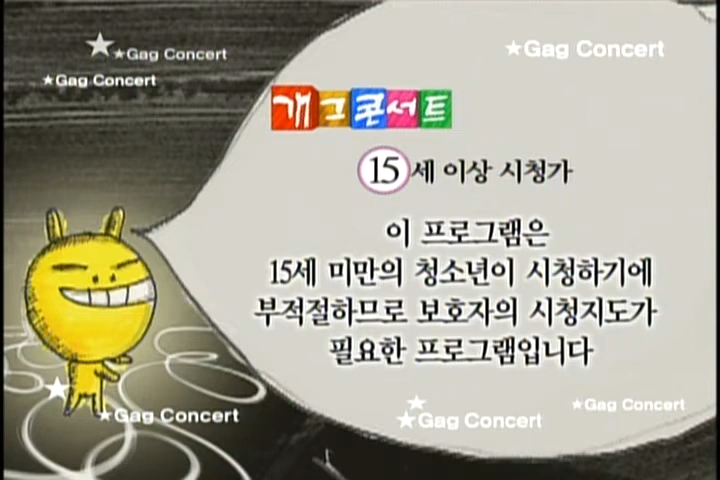 ★Gag Concert
★Gag Concert
★Gag Concert
개그콘서트
15세 이상 시청가
이 프로그램은
15세 미만의 청소년이 시청하기에
부적절하므로 보호자의 시청지도가
필요한 프로그램입니다
★Gag Concert
★Gag Concert
★Gag Concert